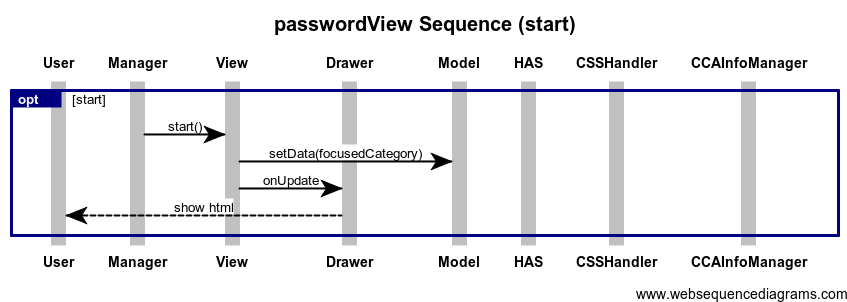 passwordView Sequence (start)
User Manager View Drawer Model HAS CSSHandler CCAInfoManager
opt [start]
start()
setData(focusedCategory)
onUpdate
show html
User Manager View Drawer Model HAS CSSHandler CCAInfoManager
www.websequencediagrams.com